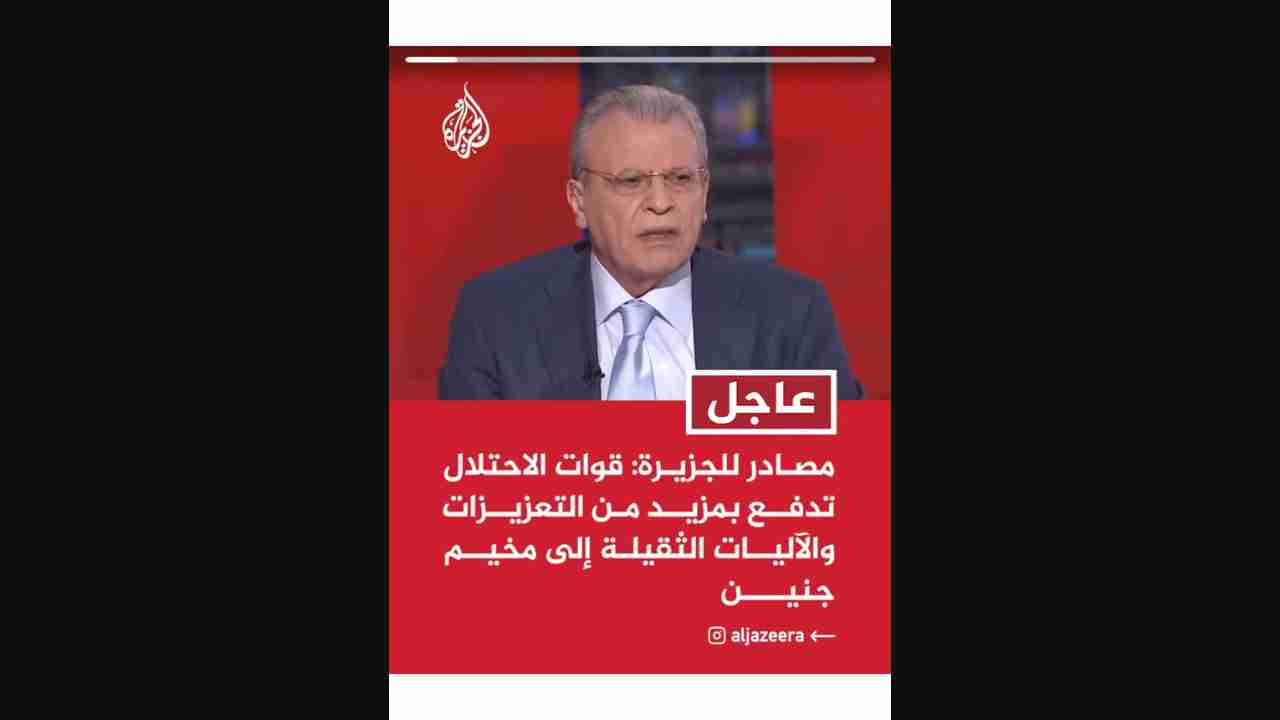 الجزيرة
عاجل
مصادر للجزيرة: قوات الاحتلال
تدفع بمزيد من التعزيزات
والآليات الثقيلة إلى مخيم
جنين
aljazeera